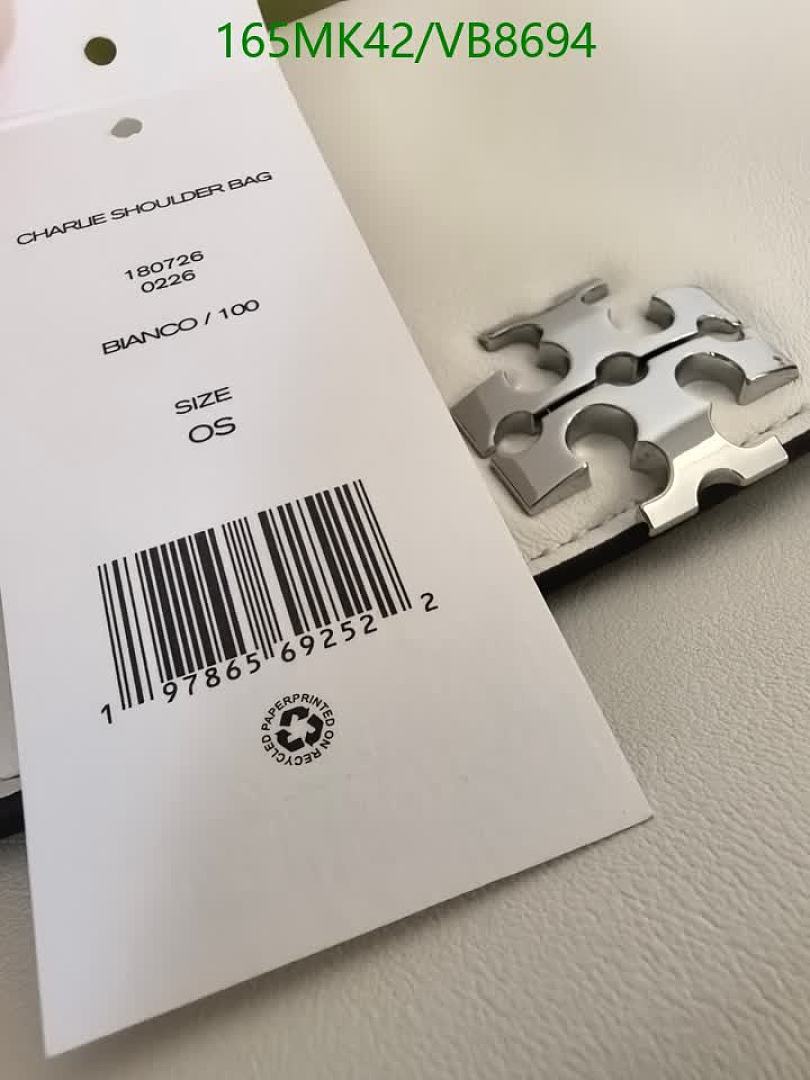 165MK42/VB8694
CHARLIE SHOULDER BAG
180726
0226
BIANCO / 100
SIZE
OS
1 97865 69252 2
PRINTED ON RECYCLED PAPER